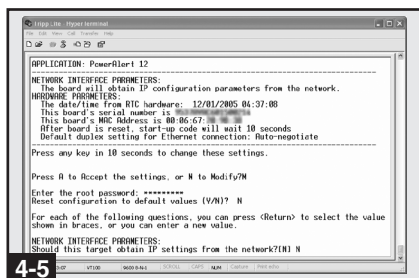 Tripp Lite - HyperTerminal
File Edit View Call Transfer Help
APPLICATION: PowerAlert 12
NETWORK INTERFACE PARAMETERS:
The board will obtain IP configuration parameters from the network.
HARDWARE PARAMETERS:
The date/time from RTC hardware: 12/01/2005 04:37:08
This board's serial number is
This board's MAC Address is 00:06:67:
After board is reset, start-up code will wait 10 seconds
Default duplex setting for Ethernet connection: Auto-negotiate
Press any key in 10 seconds to change these settings.
Press A to Accept the settings, or M to Modify?M
Enter the root password: *********
Reset configuration to default values (Y/N)? N
For each of the following questions, you can press <Return> to select the value
shown in braces, or you can enter a new value.
NETWORK INTERFACE PARAMETERS:
Should this target obtain IP settings from the network?[N] N
4-5
VT100 9600 8-N-1 SCROLL CAPS NUM Capture Print echo